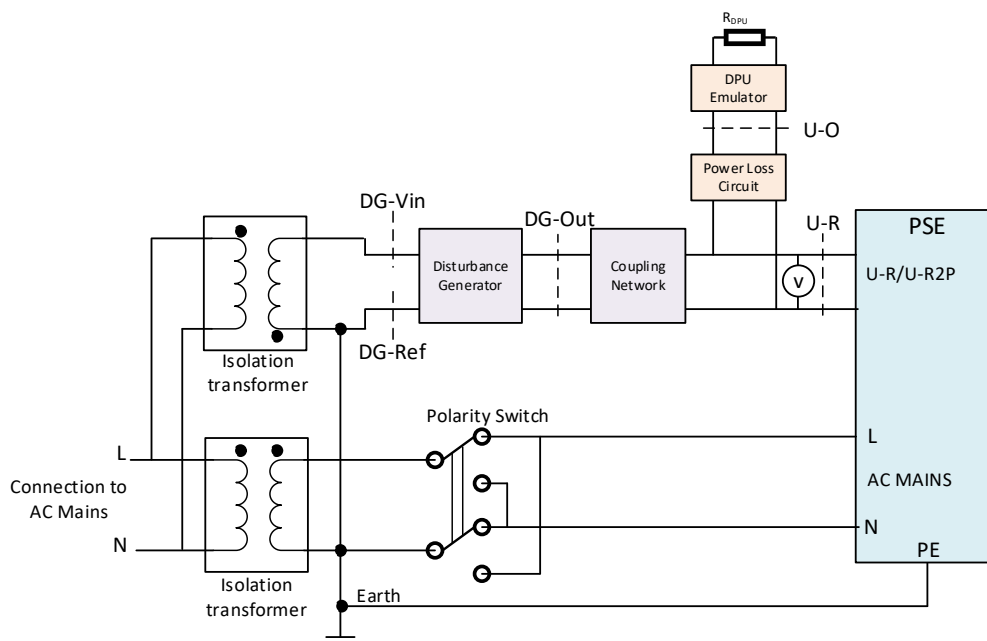 R_DPU
DPU
Emulator
U-O
Power Loss
Circuit
DG-Vin
DG-Out
U-R
PSE
Disturbance
Generator
Coupling
Network
V
U-R/U-R2P
DG-Ref
Isolation
transformer
Polarity Switch
L
L
Connection to
AC Mains
AC MAINS
N
N
PE
Isolation
transformer
Earth